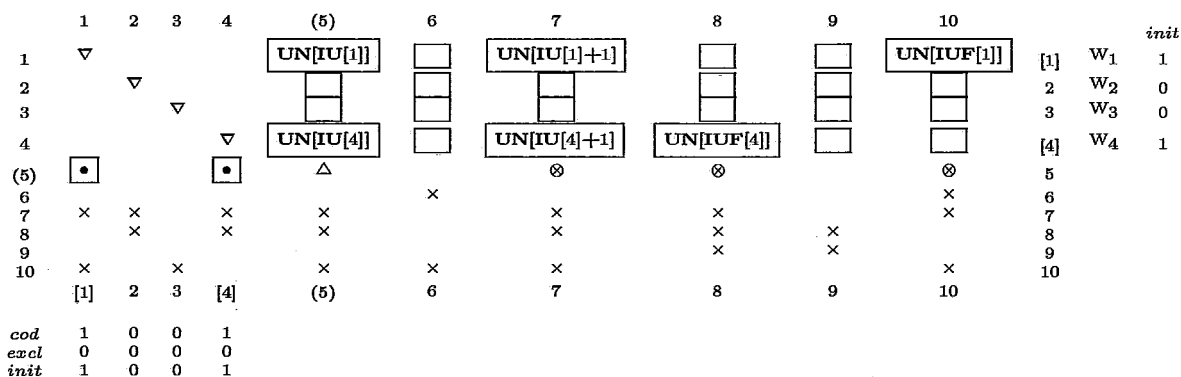 1 2 3 4 (5) 6 7 8 9 10
init
1 ▽ UN[IU[1]] UN[IU[1]+1] UN[IUF[1]] [1] W1 1
2 ▽ 2 W2 0
3 ▽ 3 W3 0
4 ▽ UN[IU[4]] UN[IU[4]+1] UN[IUF[4]] [4] W4 1
(5) • • △ ⊗ ⊗ ⊗ 5
6 × × 6
7 × × × × × × × 7
8 × × × × × × 8
9 × × 9
10 × × × × × × 10
[1] 2 3 [4] (5) 6 7 8 9 10
cod 1 0 0 1
excl 0 0 0 0
init 1 0 0 1